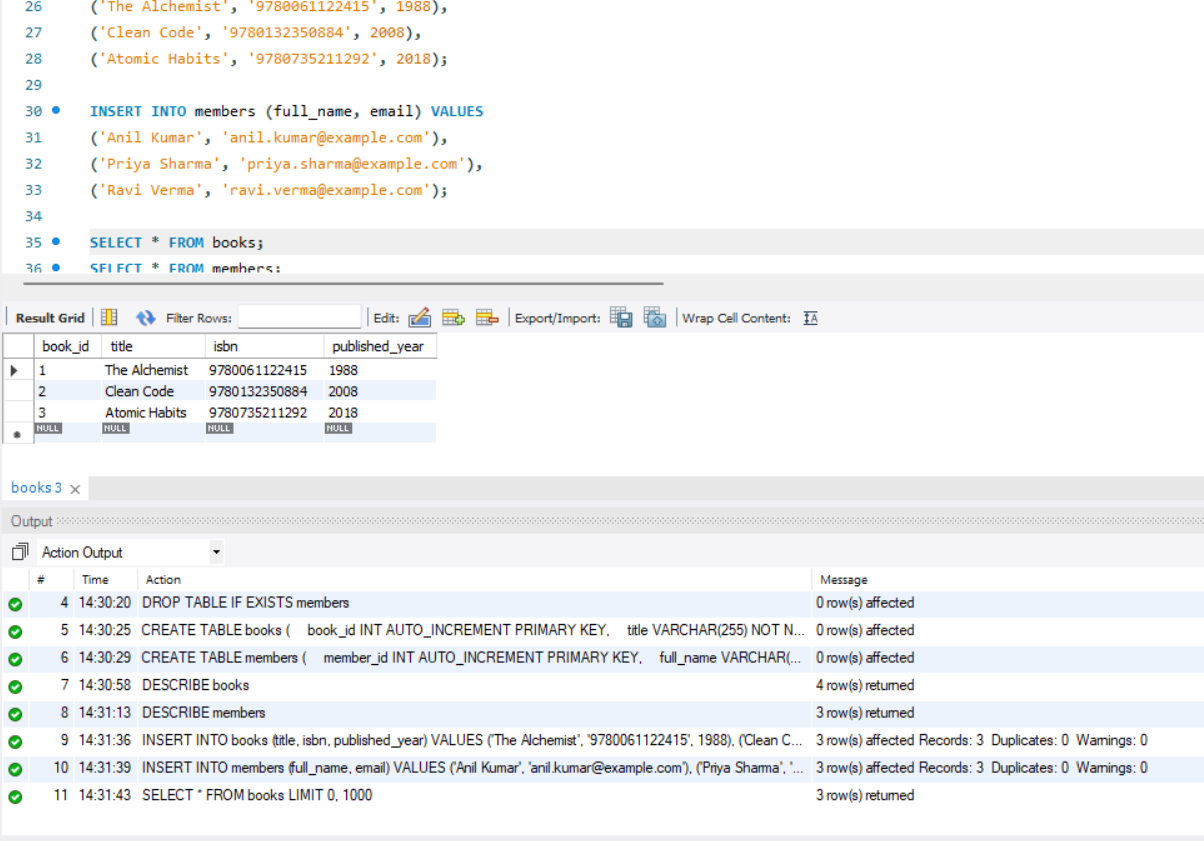 26 ('The Alchemist', '9780061122415', 1988),
27 ('Clean Code', '9780132350884', 2008),
28 ('Atomic Habits', '9780735211292', 2018);
29
30 INSERT INTO members (full_name, email) VALUES
31 ('Anil Kumar', 'anil.kumar@example.com'),
32 ('Priya Sharma', 'priya.sharma@example.com'),
33 ('Ravi Verma', 'ravi.verma@example.com');
34
35 SELECT * FROM books;
36 SELECT * FROM members;
Result Grid Filter Rows: Edit: Export/Import: Wrap Cell Content: IA
book_id title isbn published_year
1 The Alchemist 9780061122415 1988
2 Clean Code 9780132350884 2008
3 Atomic Habits 9780735211292 2018
NULL NULL NULL NULL
books 3
Output
Action Output
# Time Action Message
4 14:30:20 DROP TABLE IF EXISTS members 0 row(s) affected
5 14:30:25 CREATE TABLE books ( book_id INT AUTO_INCREMENT PRIMARY KEY, title VARCHAR(255) NOT N... 0 row(s) affected
6 14:30:29 CREATE TABLE members ( member_id INT AUTO_INCREMENT PRIMARY KEY, full_name VARCHAR(... 0 row(s) affected
7 14:30:58 DESCRIBE books 4 row(s) returned
8 14:31:13 DESCRIBE members 3 row(s) returned
9 14:31:36 INSERT INTO books (title, isbn, published_year) VALUES ('The Alchemist', '9780061122415', 1988), ('Clean C... 3 row(s) affected Records: 3 Duplicates: 0 Warnings: 0
10 14:31:39 INSERT INTO members (full_name, email) VALUES ('Anil Kumar', 'anil.kumar@example.com'), ('Priya Sharma', '... 3 row(s) affected Records: 3 Duplicates: 0 Warnings: 0
11 14:31:43 SELECT * FROM books LIMIT 0, 1000 3 row(s) returned